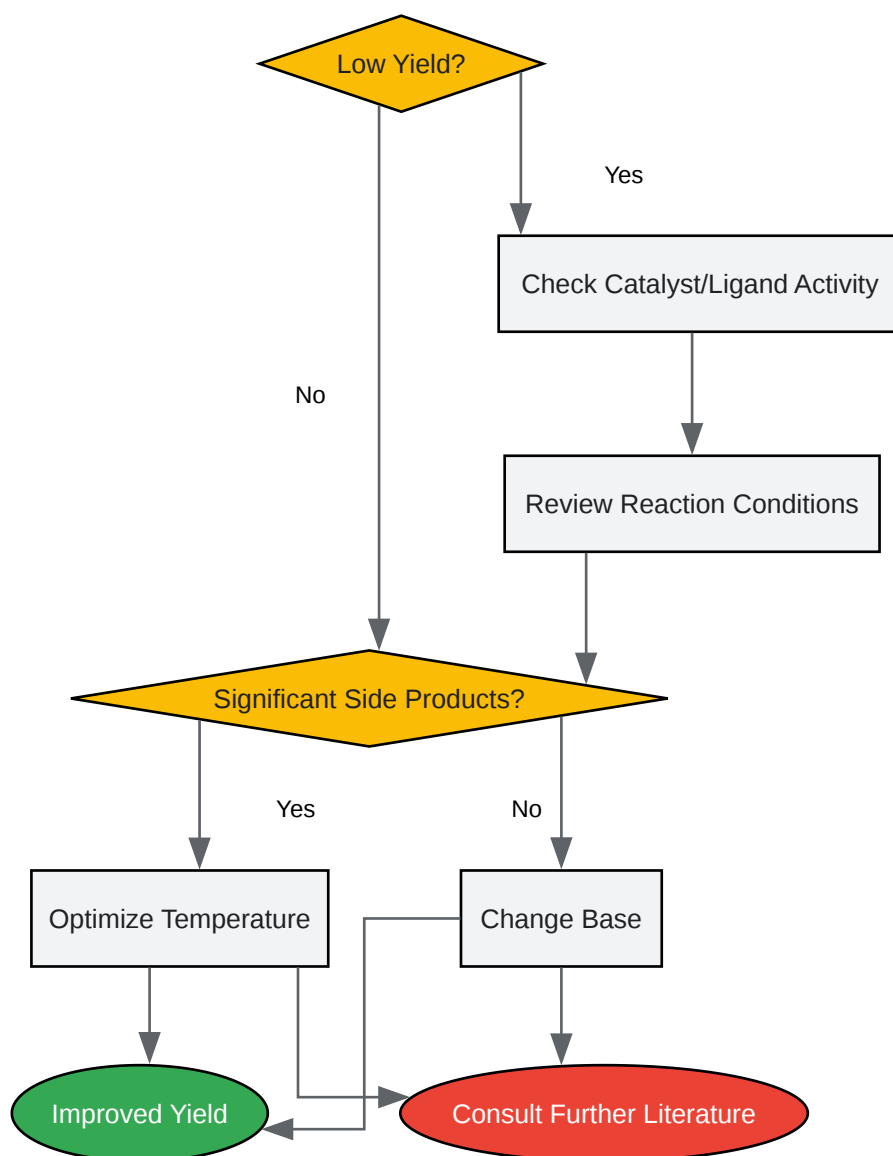 Low Yield?
Yes
Check Catalyst/Ligand Activity
No
Review Reaction Conditions
Significant Side Products?
Yes
No
Optimize Temperature
Change Base
Improved Yield
Consult Further Literature